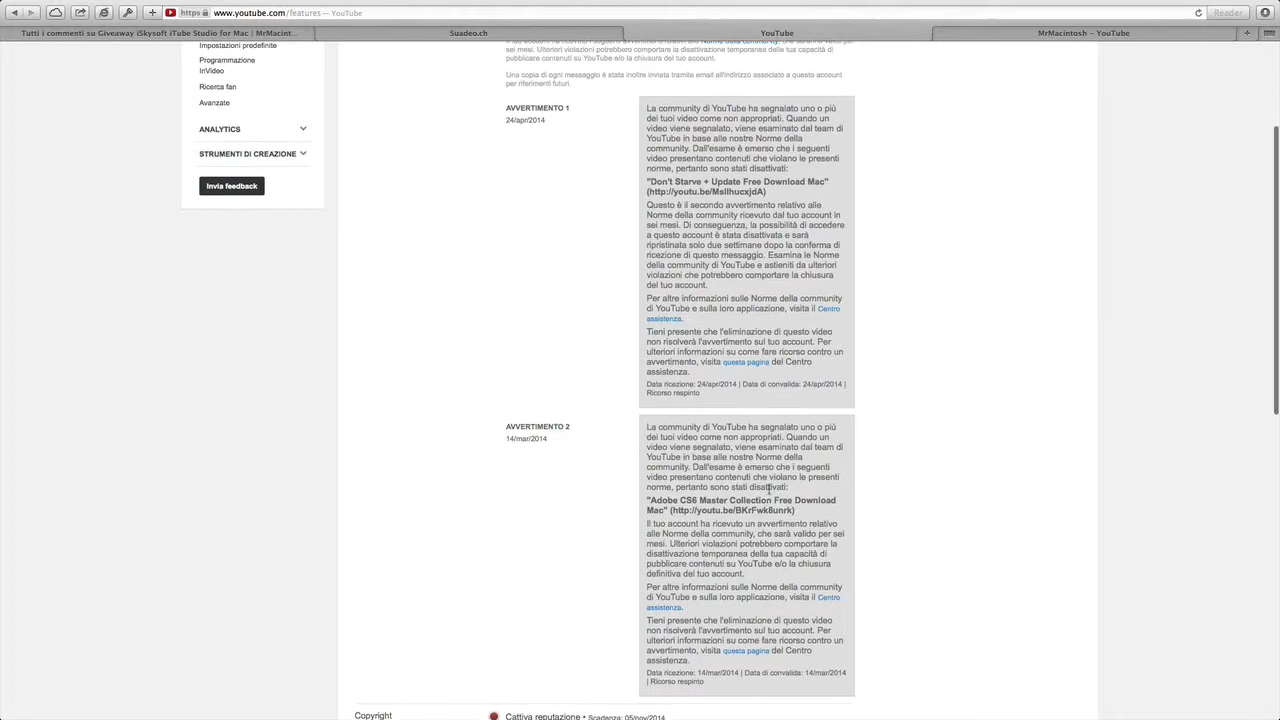 https www.youtube.com/features — YouTube
Reader
Tutti i commenti su Giveaway iSkysoft iTube Studio for Mac | MrMacint...
Suadeo.ch
YouTube
MrMacintosh – YouTube
Impostazioni predefinite
Programmazione
InVideo
Ricerca fan
Avanzate
ANALYTICS
STRUMENTI DI CREAZIONE
Invia feedback
sei mesi. Ulteriori violazioni potrebbero comportare la disattivazione temporanea della tua capacità di
pubblicare contenuti su YouTube e/o la chiusura del tuo account.
Una copia di ogni messaggio è stata inoltre inviata tramite email all'indirizzo associato a questo account
per riferimenti futuri.
AVVERTIMENTO 1
24/apr/2014
La community di YouTube ha segnalato uno o più
dei tuoi video come non appropriati. Quando un
video viene segnalato, viene esaminato dal team di
YouTube in base alle nostre Norme della
community. Dall'esame è emerso che i seguenti
video presentano contenuti che violano le presenti
norme, pertanto sono stati disattivati:
"Don't Starve + Update Free Download Mac"
(http://youtu.be/MslIhucxjdA)
Questo è il secondo avvertimento relativo alle
Norme della community ricevuto dal tuo account in
sei mesi. Di conseguenza, la possibilità di accedere
a questo account è stata disattivata e sarà
ripristinata solo due settimane dopo la conferma di
ricezione di questo messaggio. Esamina le Norme
della community di YouTube e astieniti da ulteriori
violazioni che potrebbero comportare la chiusura
del tuo account.
Per altre informazioni sulle Norme della community
di YouTube e sulla loro applicazione, visita il Centro
assistenza.
Tieni presente che l'eliminazione di questo video
non risolverà l'avvertimento sul tuo account. Per
ulteriori informazioni su come fare ricorso contro un
avvertimento, visita questa pagina del Centro
assistenza.
Data ricezione: 24/apr/2014 | Data di convalida: 24/apr/2014 |
Ricorso respinto
AVVERTIMENTO 2
14/mar/2014
La community di YouTube ha segnalato uno o più
dei tuoi video come non appropriati. Quando un
video viene segnalato, viene esaminato dal team di
YouTube in base alle nostre Norme della
community. Dall'esame è emerso che i seguenti
video presentano contenuti che violano le presenti
norme, pertanto sono stati disattivati:
"Adobe CS6 Master Collection Free Download
Mac" (http://youtu.be/BKrFwk8unrk)
Il tuo account ha ricevuto un avvertimento relativo
alle Norme della community, che sarà valido per sei
mesi. Ulteriori violazioni potrebbero comportare la
disattivazione temporanea della tua capacità di
pubblicare contenuti su YouTube e/o la chiusura
definitiva del tuo account.
Per altre informazioni sulle Norme della community
di YouTube e sulla loro applicazione, visita il Centro
assistenza.
Tieni presente che l'eliminazione di questo video
non risolverà l'avvertimento sul tuo account. Per
ulteriori informazioni su come fare ricorso contro un
avvertimento, visita questa pagina del Centro
assistenza.
Data ricezione: 14/mar/2014 | Data di convalida: 14/mar/2014
| Ricorso respinto
Copyright
Cattiva reputazione • Scadenza: 05/nov/2014